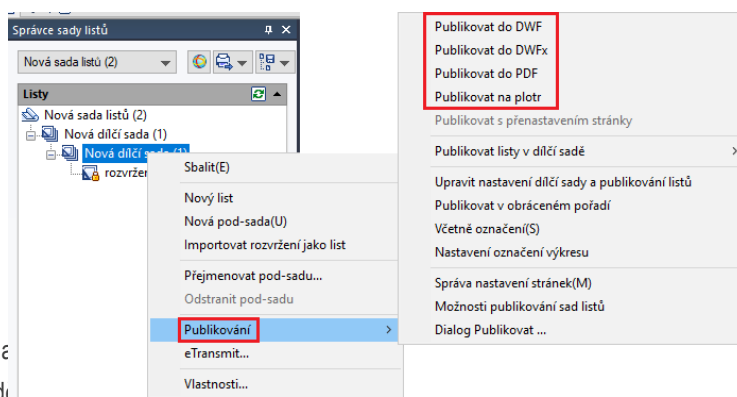 Správce sady listů
Nová sada listů (2)
Listy
Nová sada listů (2)
Nová dílčí sada (1)
Nová dílčí sada (1)
rozvržen
Sbalit(E)
Nový list
Nová pod-sada(U)
Importovat rozvržení jako list
Přejmenovat pod-sadu...
Odstranit pod-sadu
Publikování
eTransmit...
Vlastnosti...
Publikovat do DWF
Publikovat do DWFx
Publikovat do PDF
Publikovat na plotr
Publikovat s přenastavením stránky
Publikovat listy v dílčí sadě
Upravit nastavení dílčí sady a publikování listů
Publikovat v obráceném pořadí
Včetně označení(S)
Nastavení označení výkresu
Správa nastavení stránek(M)
Možnosti publikování sad listů
Dialog Publikovat ...